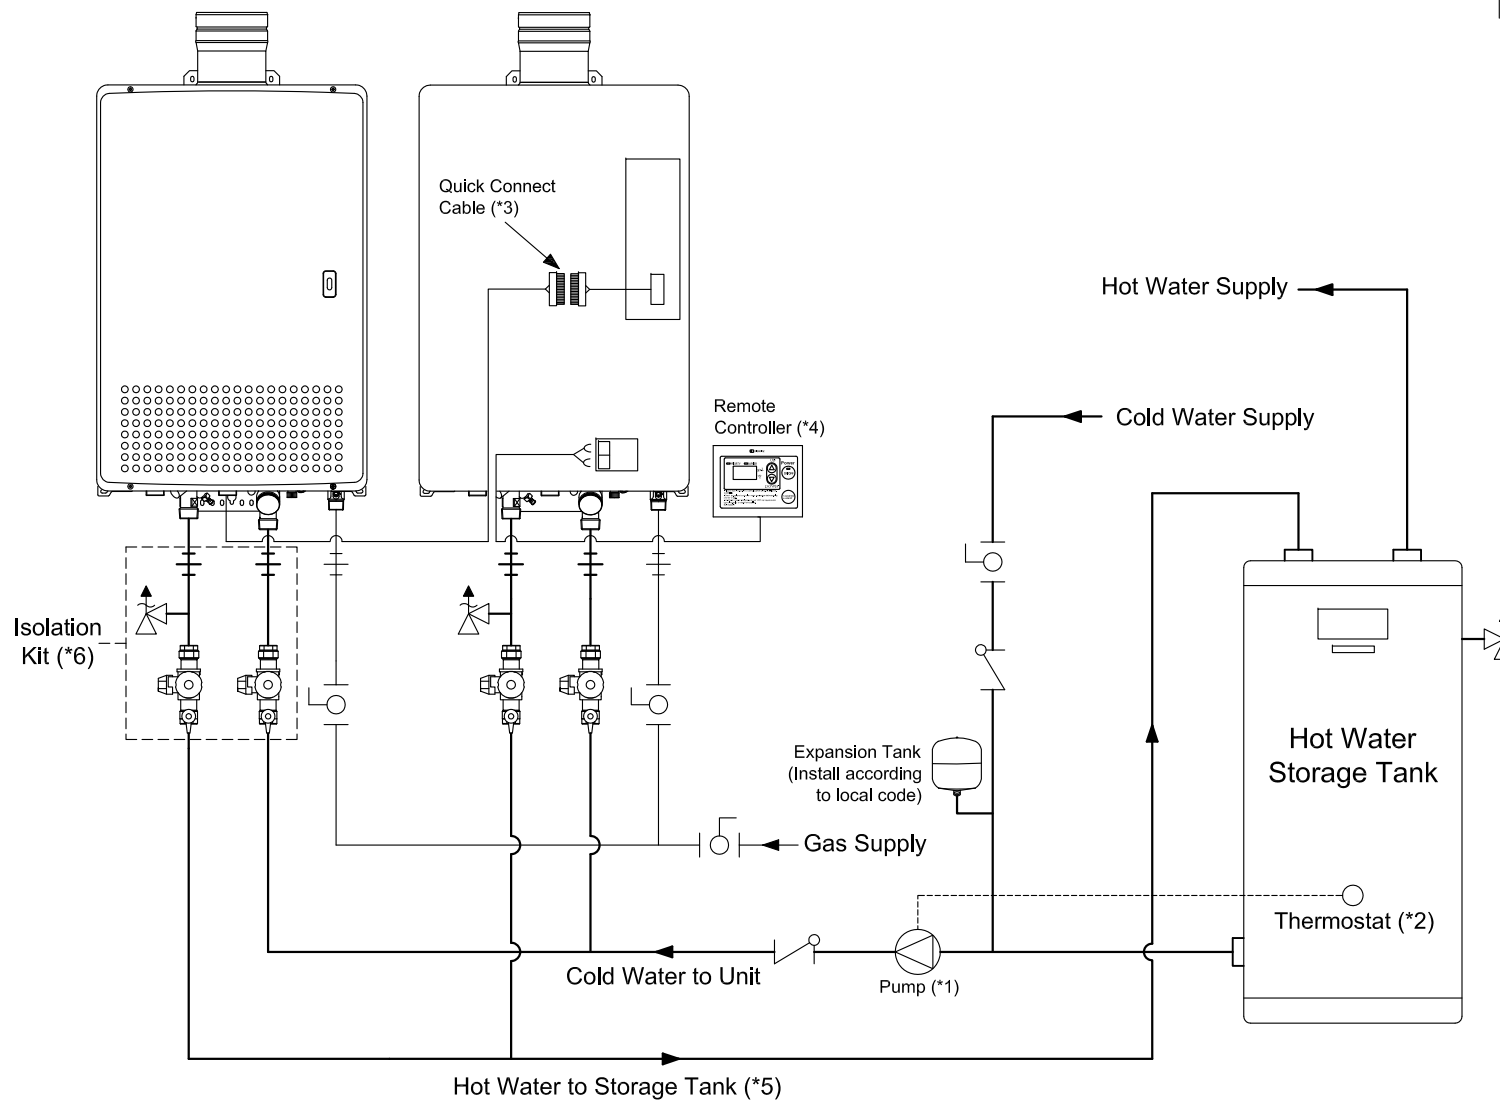 Quick Connect
Cable (*3)
Hot Water Supply
Remote
Controller (*4)
Cold Water Supply
Power
Isolation
Kit (*6)
Expansion Tank
(Install according
to local code)
Hot Water
Storage Tank
Gas Supply
Thermostat (*2)
Cold Water to Unit
Pump (*1)
Hot Water to Storage Tank (*5)